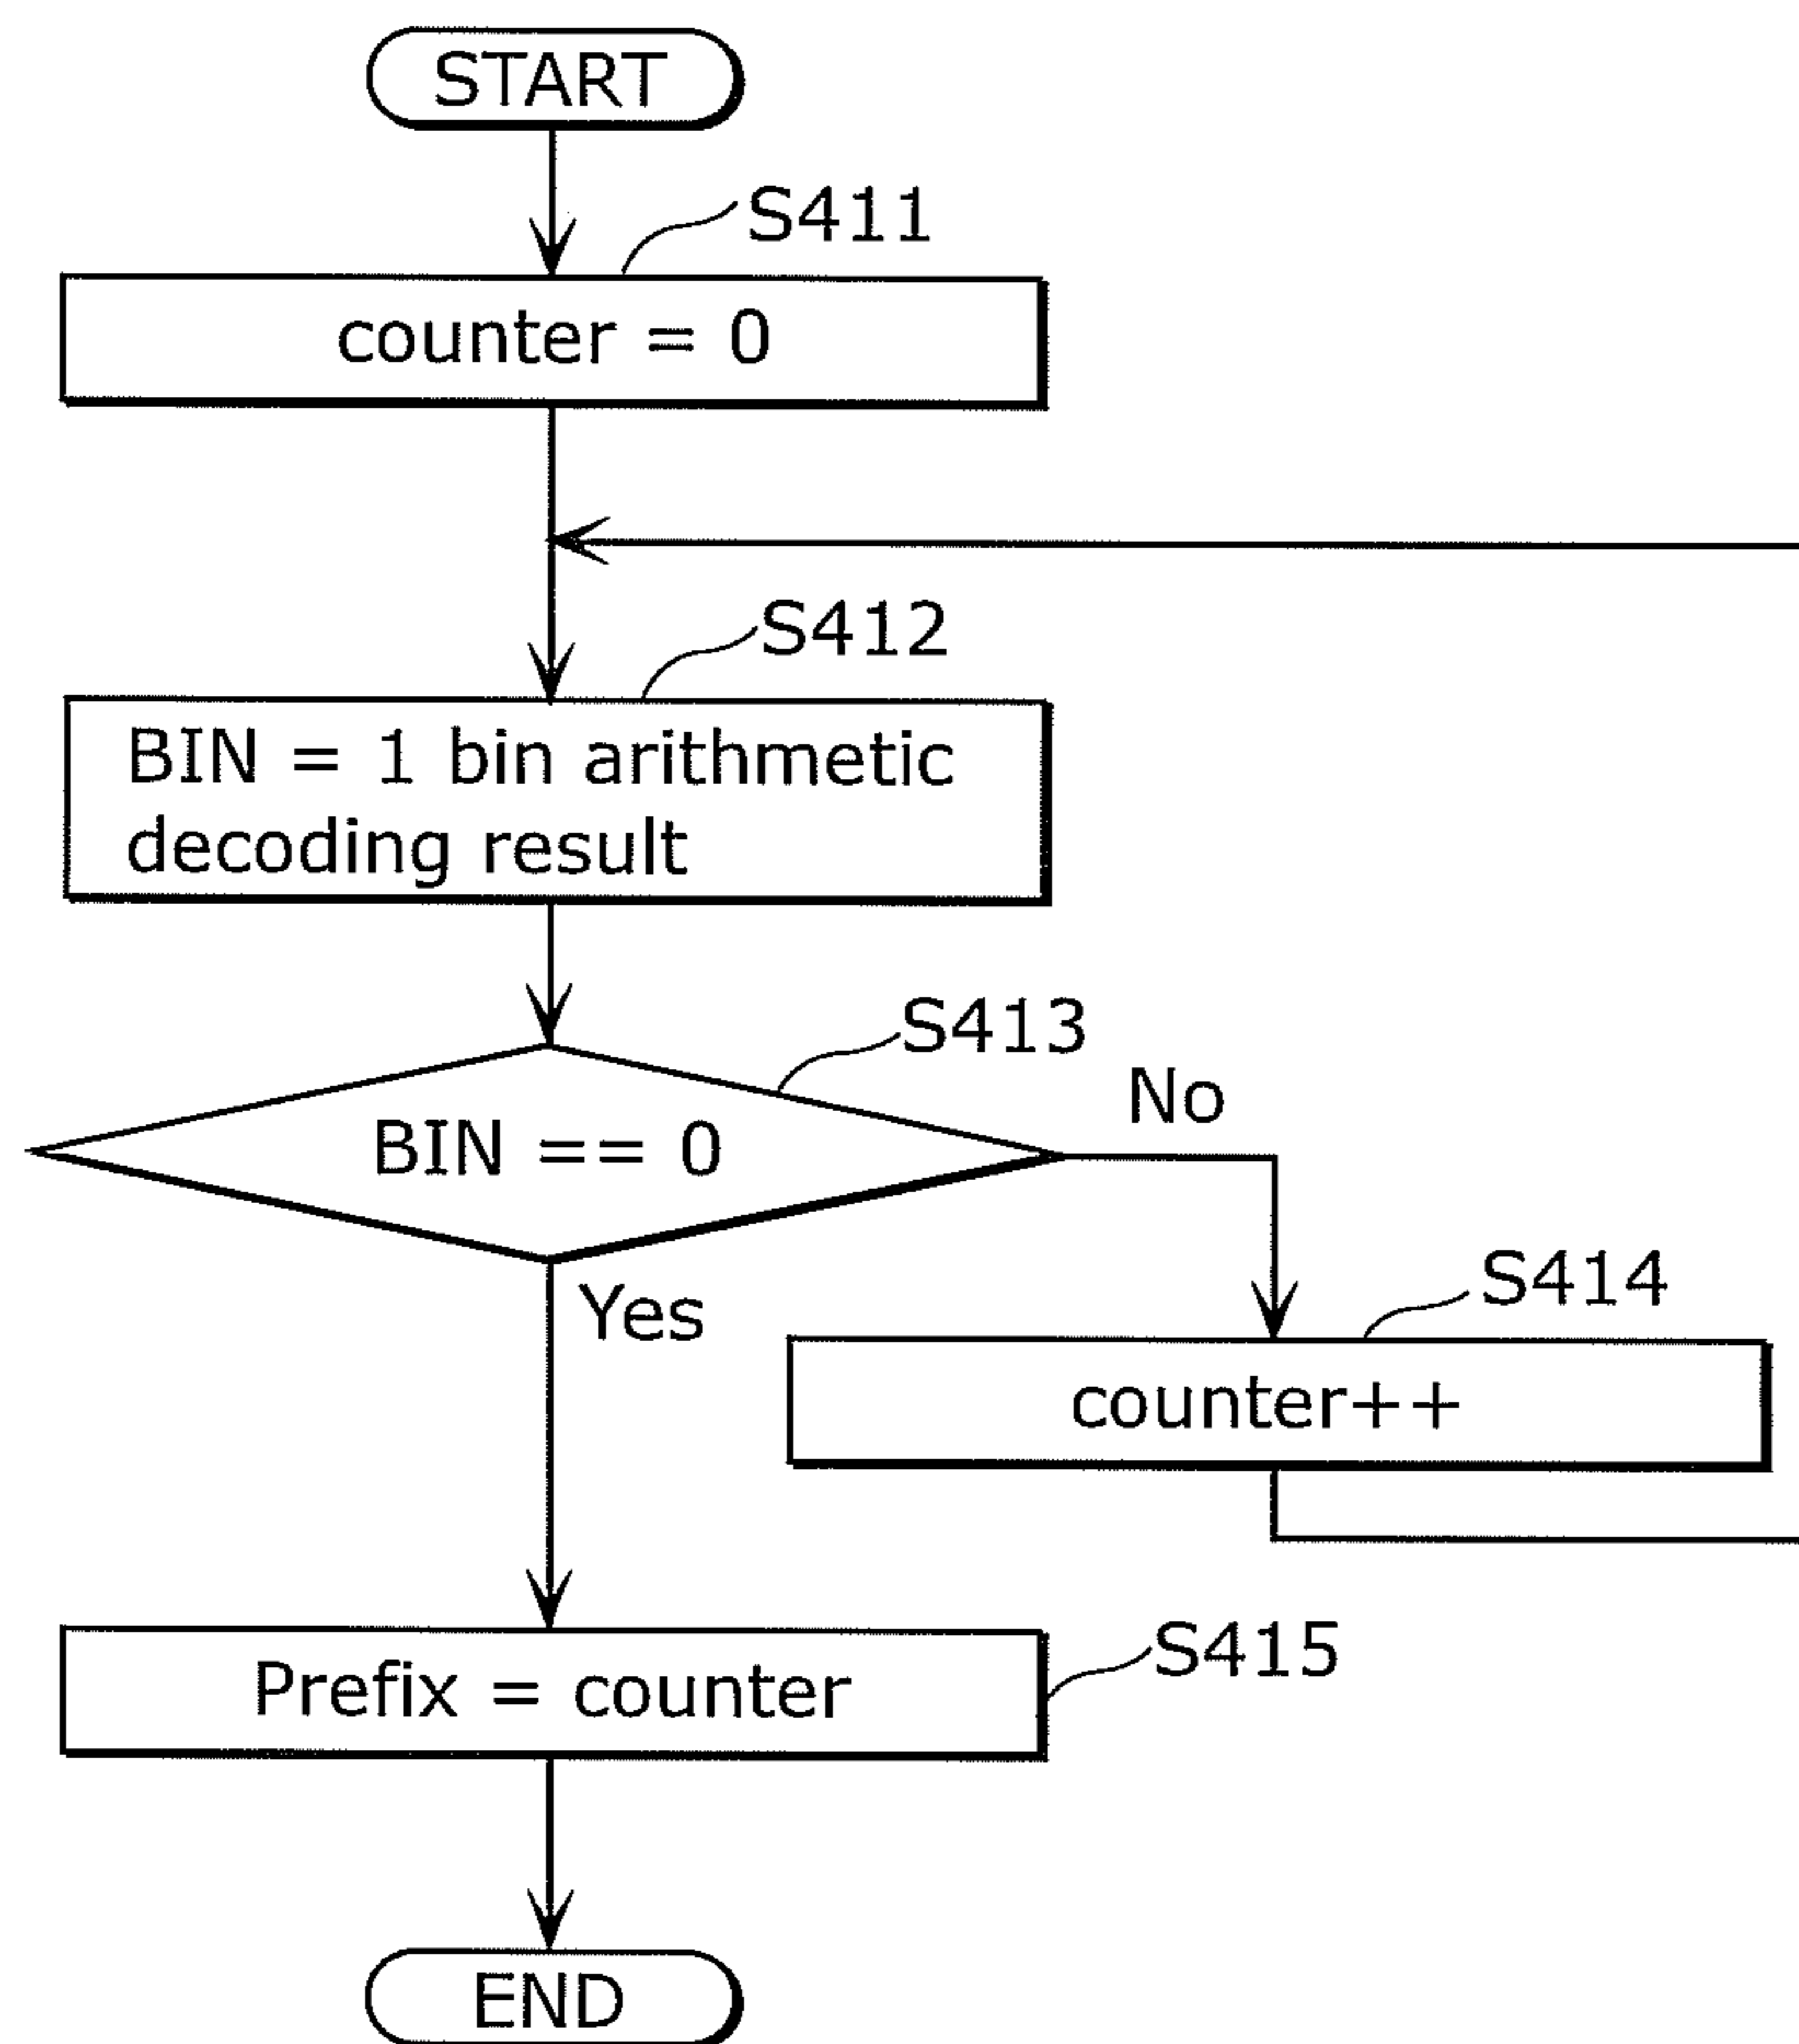 START
S411
counter = 0
S412
BIN = 1 bin arithmetic
decoding result
S413
BIN == 0
No
Yes
S414
counter++
S415
Prefix = counter
END